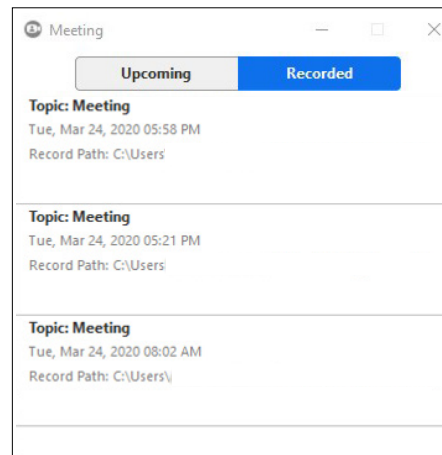 Meeting
Upcoming Recorded
Topic: Meeting
Tue, Mar 24, 2020 05:58 PM
Record Path: C:\Users
Topic: Meeting
Tue, Mar 24, 2020 05:21 PM
Record Path: C:\Users
Topic: Meeting
Tue, Mar 24, 2020 08:02 AM
Record Path: C:\Users\